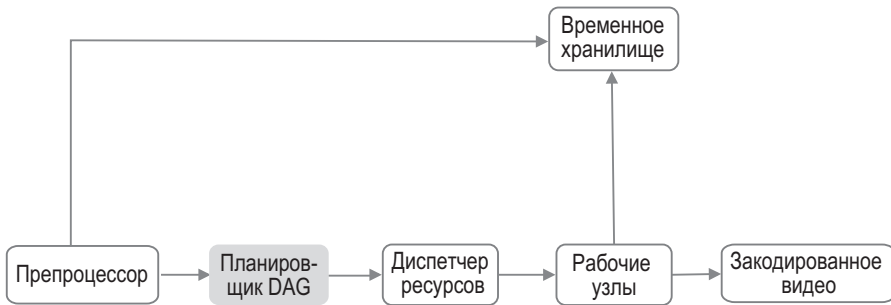 Временное
хранилище
Препроцессор
Планиров-
щик DAG
Диспетчер
ресурсов
Рабочие
узлы
Закодированное
видео